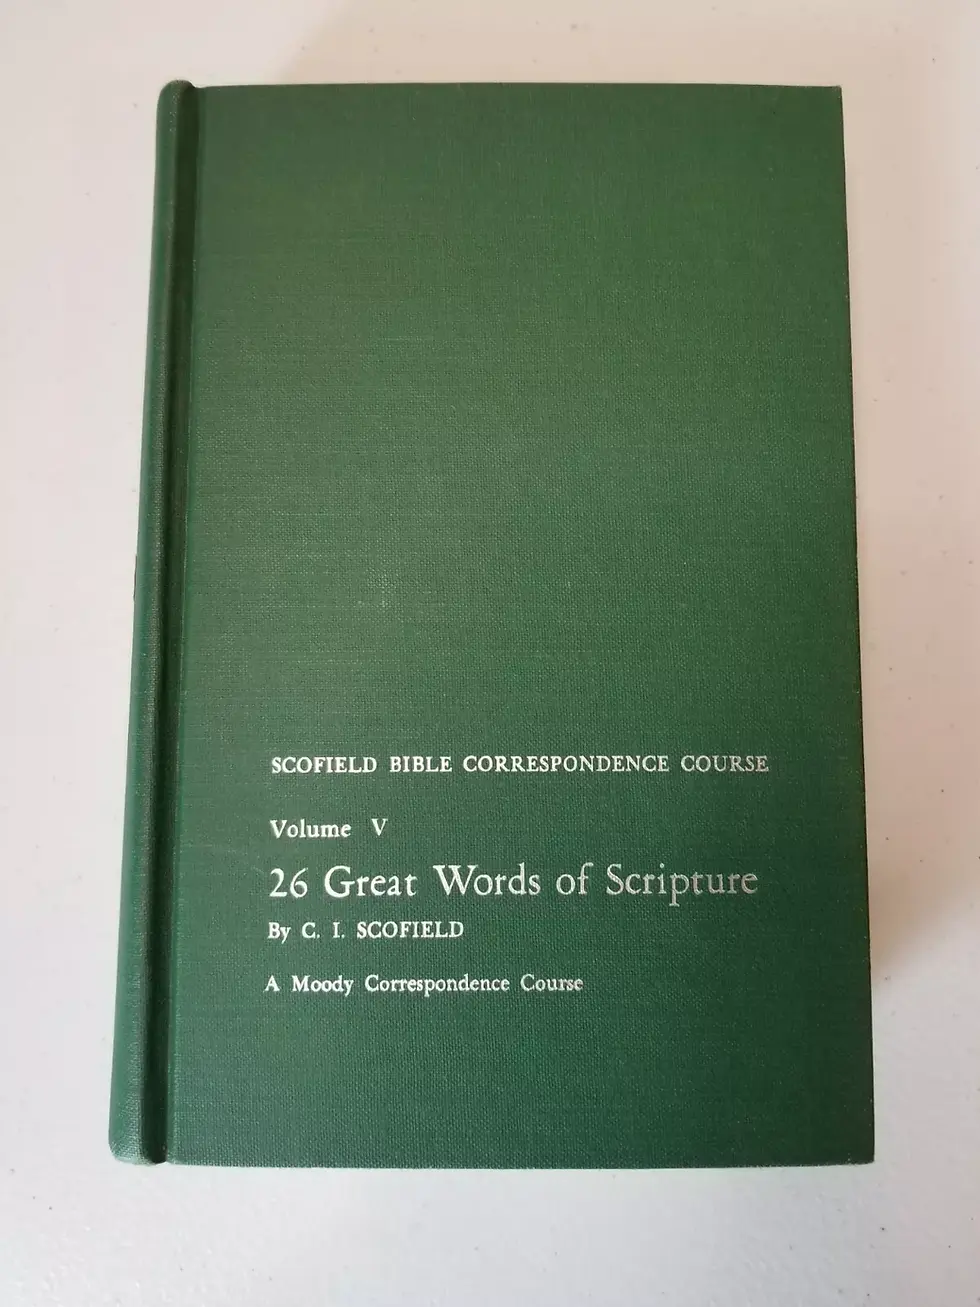 SCOFIELD BIBLE CORRESPONDENCE COURSE
Volume V
26 Great Words of Scripture
By C. I. SCOFIELD
A Moody Correspondence Course